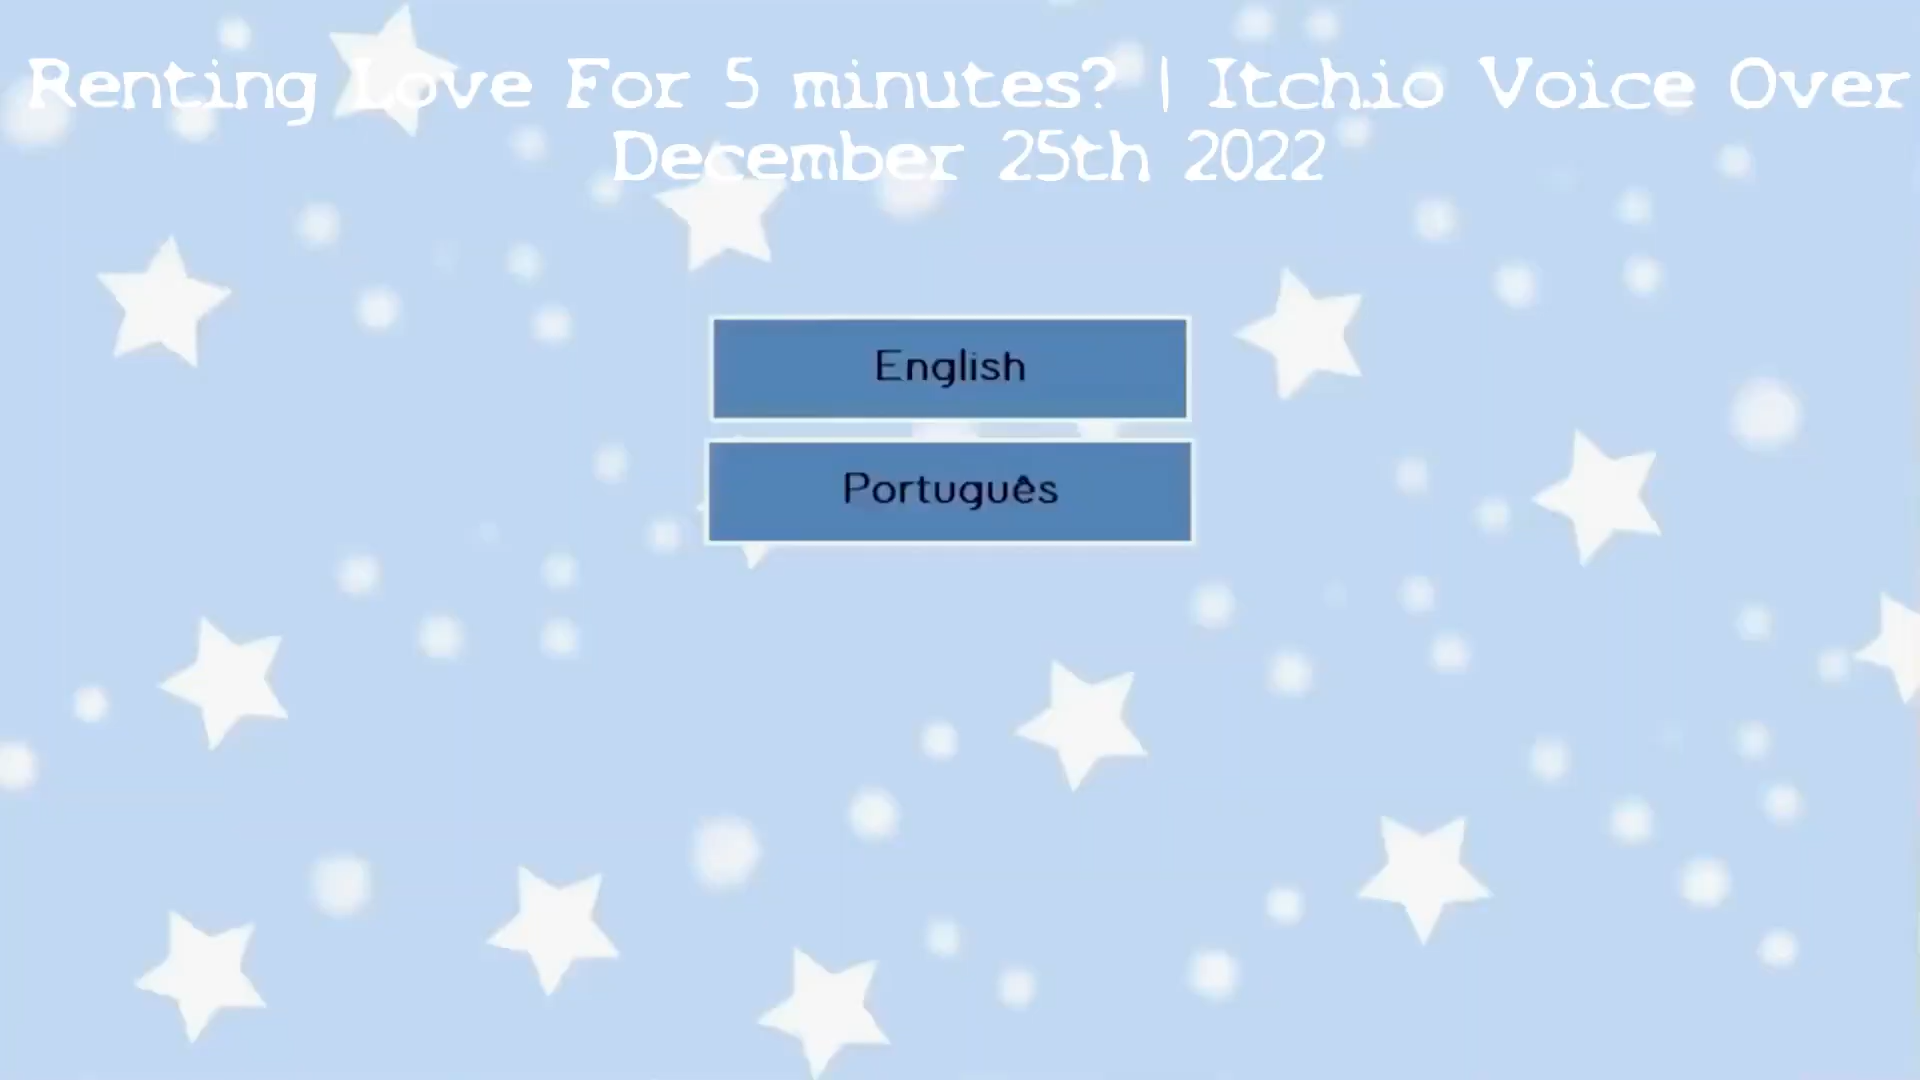 Renting Love For 5 minutes? | Itchio Voice Over
December 25th 2022
English
Português